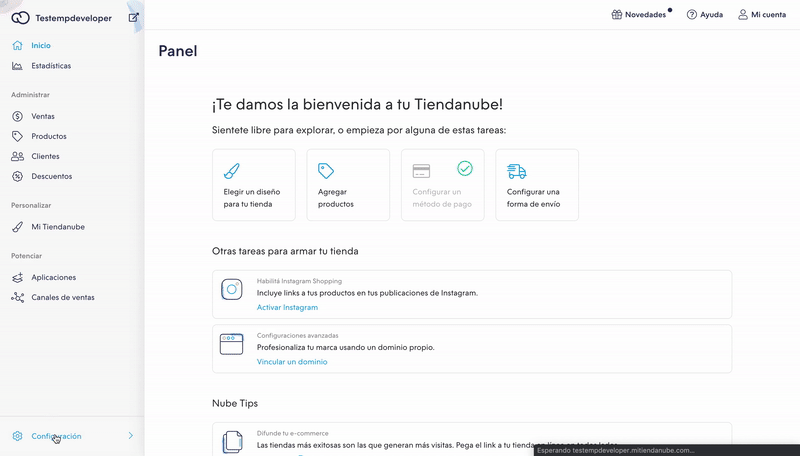 Testempdeveloper
Novedades
Ayuda
Mi cuenta
Inicio
Estadísticas
Administrar
Ventas
Productos
Clientes
Descuentos
Personalizar
Mi Tiendanube
Potenciar
Aplicaciones
Canales de ventas
Configuración
Panel
¡Te damos la bienvenida a tu Tiendanube!
Sientete libre para explorar, o empieza por alguna de estas tareas:
Elegir un diseño
para tu tienda
Agregar
productos
Configurar un
método de pago
Configurar una
forma de envío
Otras tareas para armar tu tienda
Habilitá Instagram Shopping
Incluye links a tus productos en tus publicaciones de Instagram.
Activar Instagram
Configuraciones avanzadas
Profesionaliza tu marca usando un dominio propio.
Vincular un dominio
Nube Tips
Difunde tu e-commerce
Las tiendas más exitosas son las que generan más visitas. Pega el link a tu tienda
Esperando testempdeveloper.mitiendanube.com...